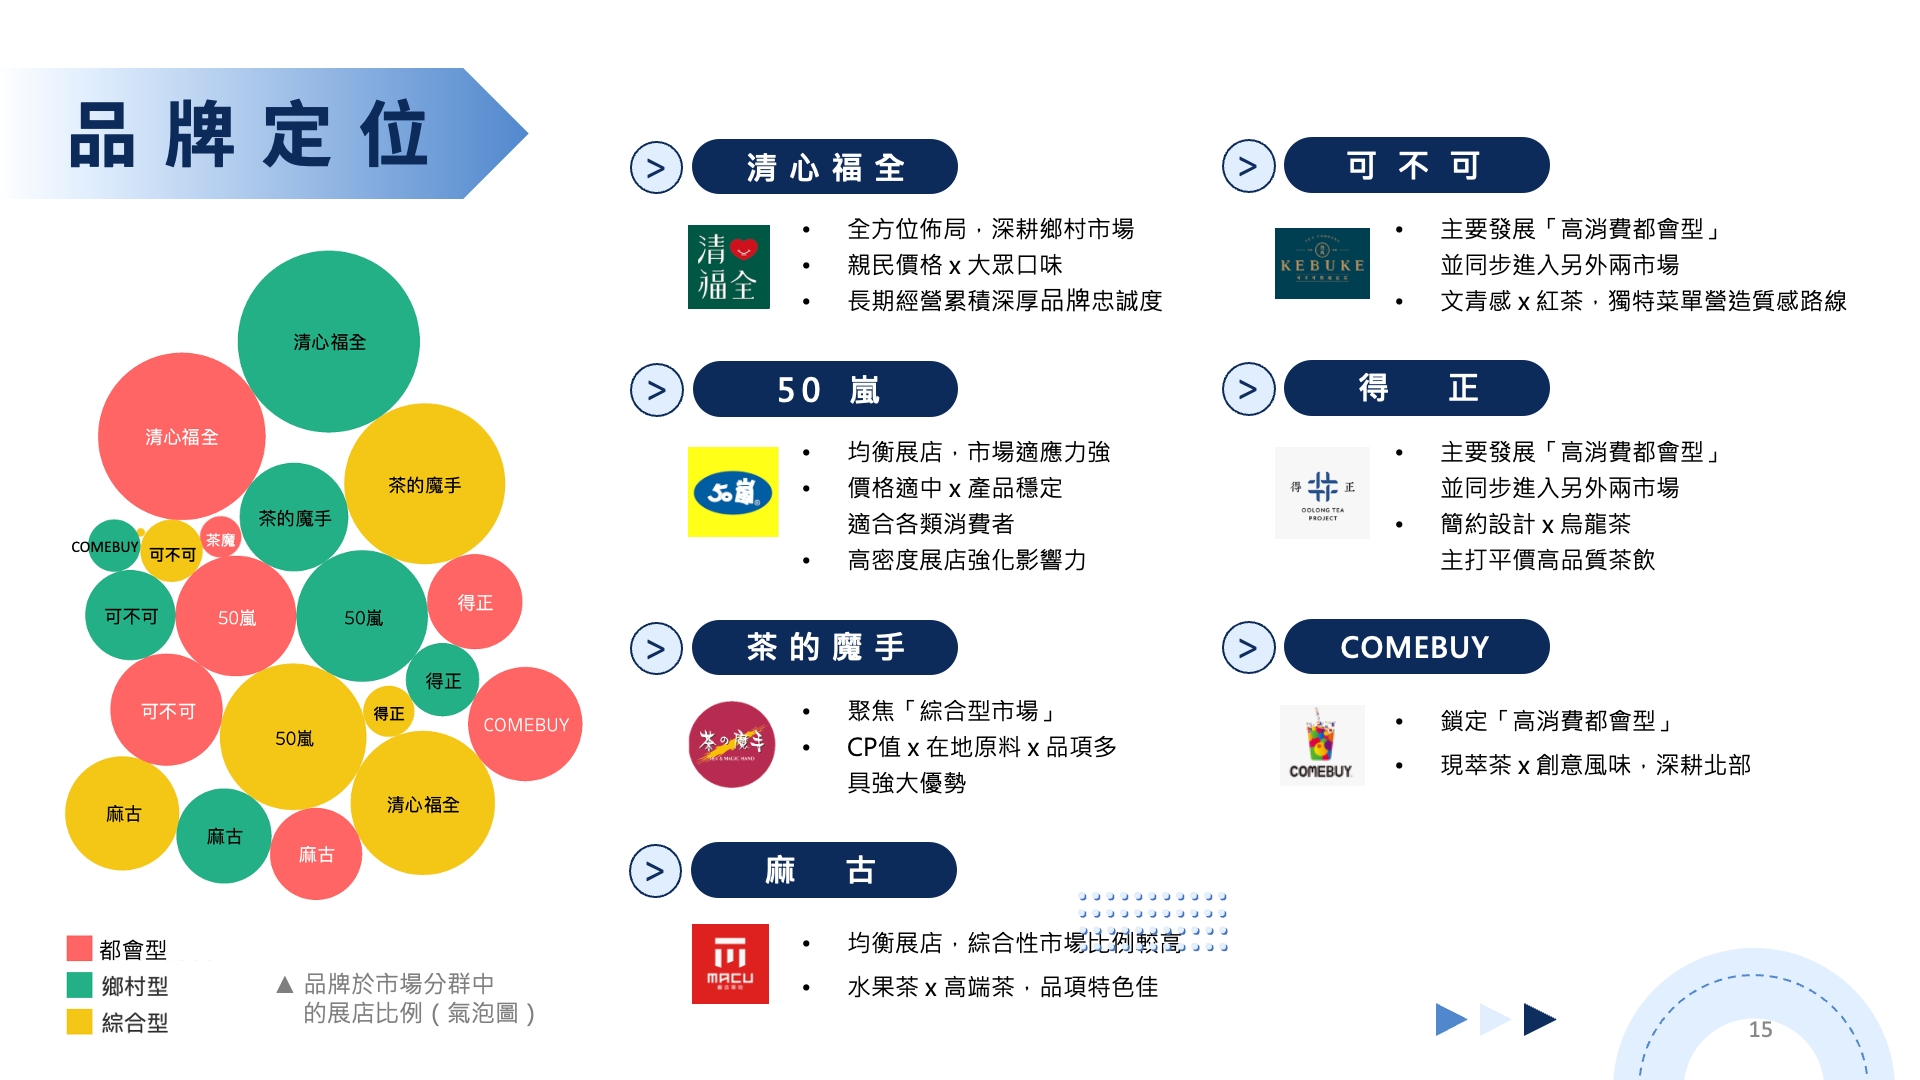 品牌定位
清心福全
清心福全
茶的魔手
茶的魔手
COMEBUY
可不可
茶魔
可不可
50嵐
50嵐
得正
得正
可不可
50嵐
得正
COMEBUY
麻古
麻古
麻古
清心福全
都會型
鄉村型
綜合型
▲ 品牌於市場分群中
的展店比例（氣泡圖）
清心福全
清
福全
• 全方位佈局，深耕鄉村市場
• 親民價格 x 大眾口味
• 長期經營累積深厚品牌忠誠度
50 嵐
50嵐®
• 均衡展店，市場適應力強
• 價格適中 x 產品穩定
適合各類消費者
• 高密度展店強化影響力
茶的魔手
茶の魔手
TEA & MAGIC HAND
• 聚焦「綜合型市場」
• CP值 x 在地原料 x 品項多
具強大優勢
麻 古
MACU
• 均衡展店，綜合性市場比例較高
• 水果茶 x 高端茶，品項特色佳
可不可
KEBUKE
• 主要發展「高消費都會型」
並同步進入另外兩市場
• 文青感 x 紅茶，獨特菜單營造質感路線
得 正
得 正
OOLONG TEA
PROJECT
• 主要發展「高消費都會型」
並同步進入另外兩市場
• 簡約設計 x 烏龍茶
主打平價高品質茶飲
COMEBUY
COMEBUY
• 鎖定「高消費都會型」
• 現萃茶 x 創意風味，深耕北部
15